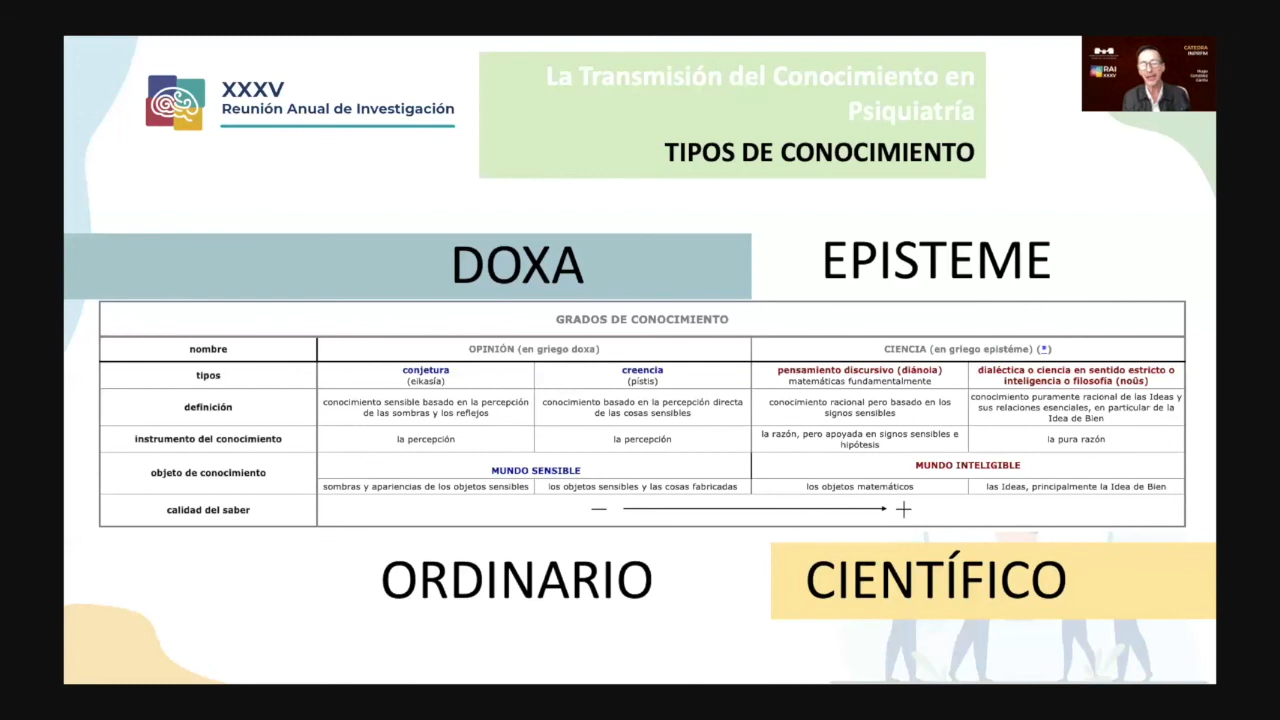 XXXV
Reunión Anual de Investigación
La Transmisión del Conocimiento en
Psiquiatría
TIPOS DE CONOCIMIENTO
CÁTEDRA
RAI
XXXV
DOXA
EPISTEME
GRADOS DE CONOCIMIENTO
nombre
OPINIÓN (en griego doxa)
CIENCIA (en griego epistéme) (*)
tipos
conjetura
(eikasía)
creencia
(pístis)
pensamiento discursivo (diánoia)
matemáticas fundamentalmente
dialéctica o ciencia en sentido estricto o
inteligencia o filosofía (noûs)
definición
conocimiento sensible basado en la percepción
de las sombras y los reflejos
conocimiento basado en la percepción directa
de las cosas sensibles
conocimiento racional pero basado en los
signos sensibles
conocimiento puramente racional de las Ideas y
sus relaciones esenciales, en particular de la
Idea de Bien
instrumento del conocimiento
la percepción
la percepción
la razón, pero apoyada en signos sensibles e
hipótesis
la pura razón
objeto de conocimiento
MUNDO SENSIBLE
MUNDO INTELIGIBLE
sombras y apariencias de los objetos sensibles
los objetos sensibles y las cosas fabricadas
los objetos matemáticos
las Ideas, principalmente la Idea de Bien
calidad del saber
— +
ORDINARIO
CIENTÍFICO